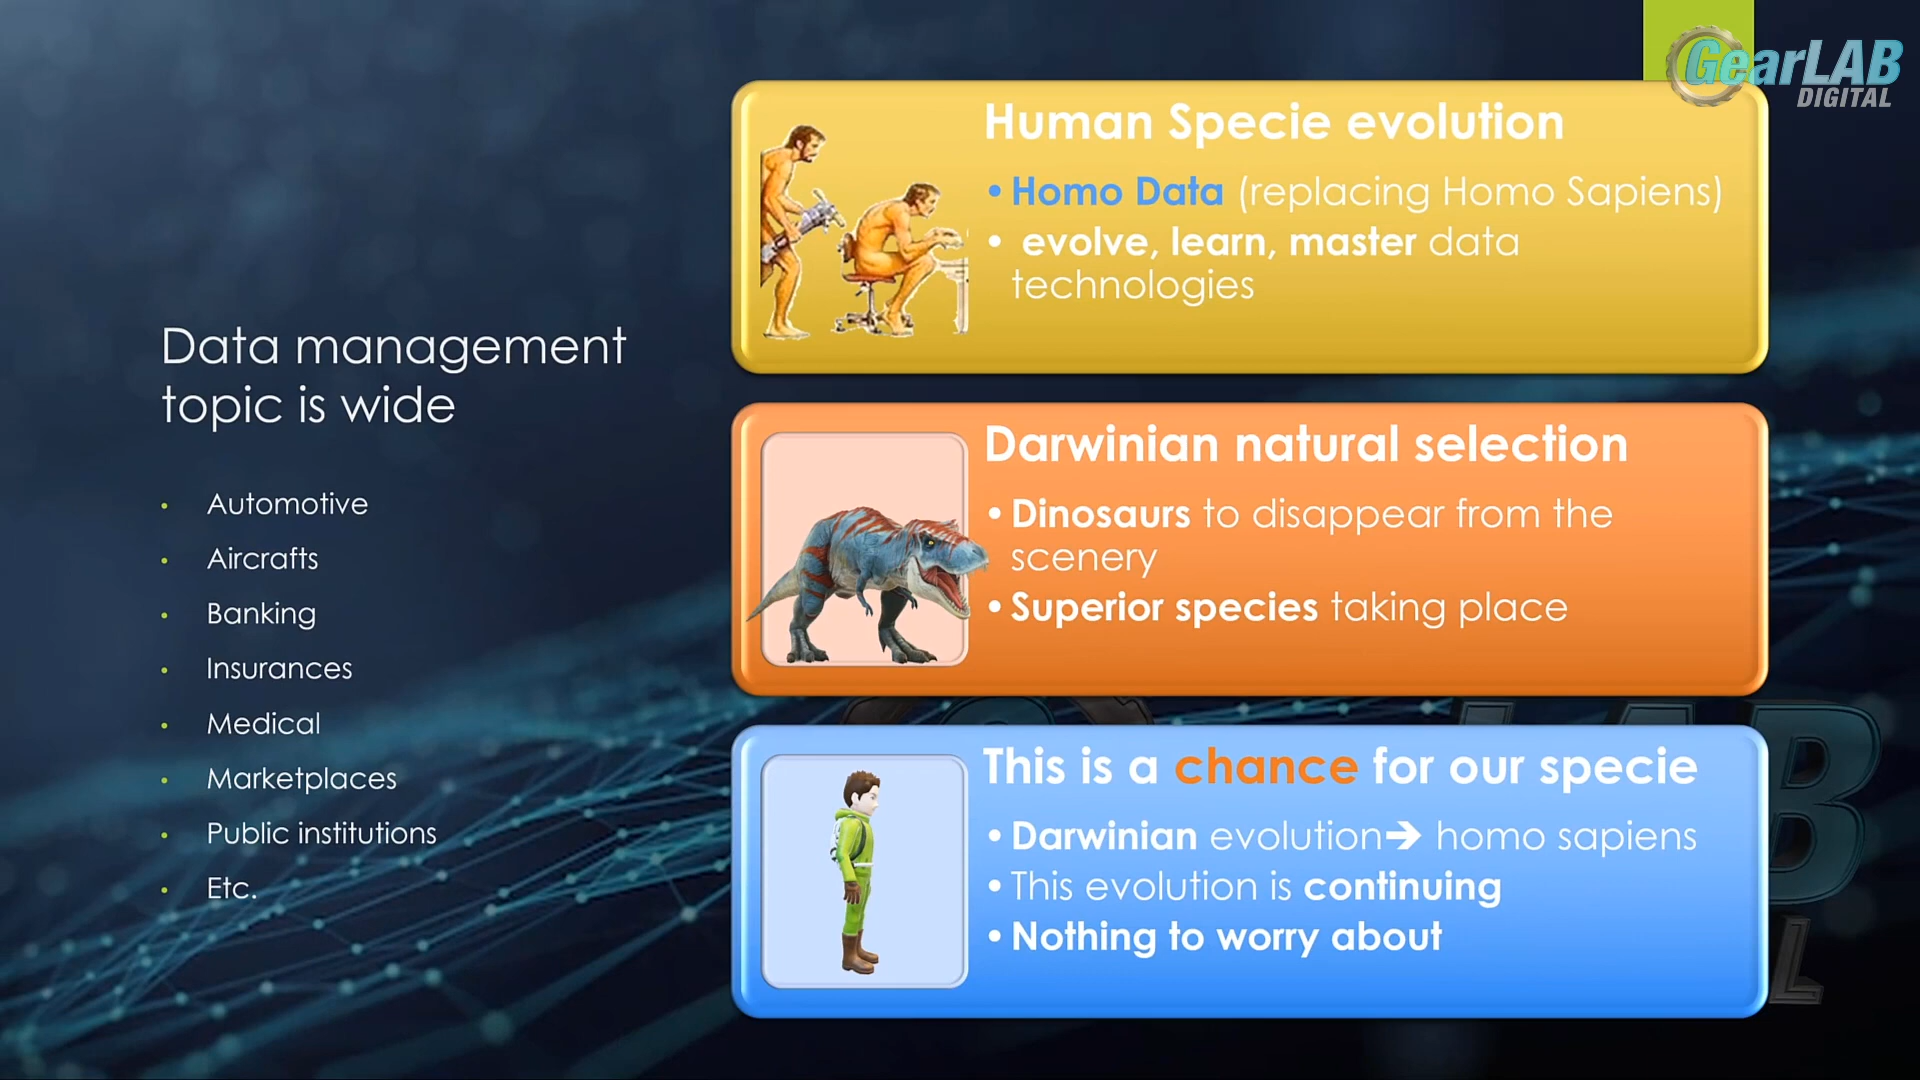 GearLAB
DIGITAL
Data management
topic is wide
• Automotive
• Aircrafts
• Banking
• Insurances
• Medical
• Marketplaces
• Public institutions
• Etc.
Human Specie evolution
• Homo Data (replacing Homo Sapiens)
• evolve, learn, master data
technologies
Darwinian natural selection
• Dinosaurs to disappear from the
scenery
• Superior species taking place
This is a chance for our specie
• Darwinian evolution➔ homo sapiens
• This evolution is continuing
• Nothing to worry about